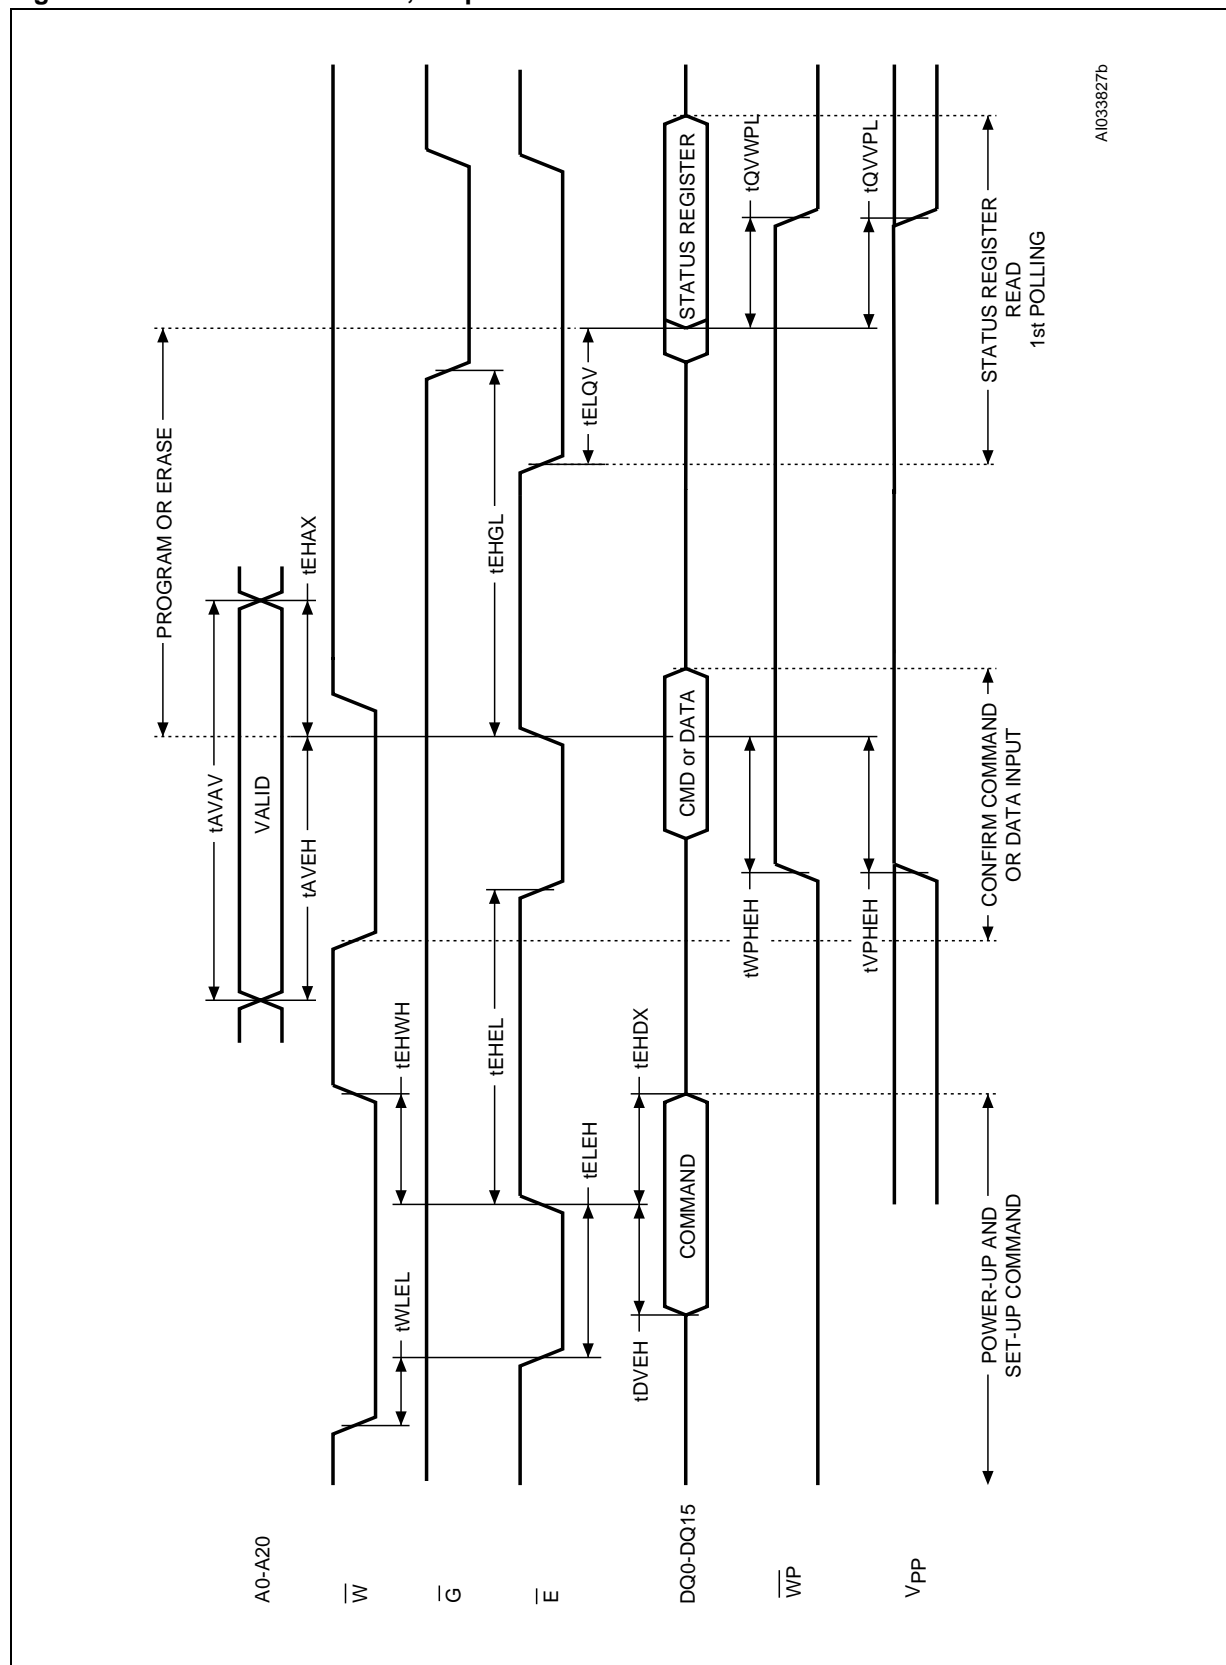 A0-A20
VALID
tAVAV
tAVEH
tEHAX
PROGRAM OR ERASE
W
tWLEL
tEHWH
G
tEHEL
tEHGL
E
tELEH
tELQV
DQ0-DQ15
COMMAND
CMD or DATA
STATUS REGISTER
tDVEH
tEHDX
WP
tWPHEH
tQVWPL
VPP
tVPHEH
tQVVPL
POWER-UP AND
SET-UP COMMAND
CONFIRM COMMAND
OR DATA INPUT
STATUS REGISTER
READ
1st POLLING
AI033827b